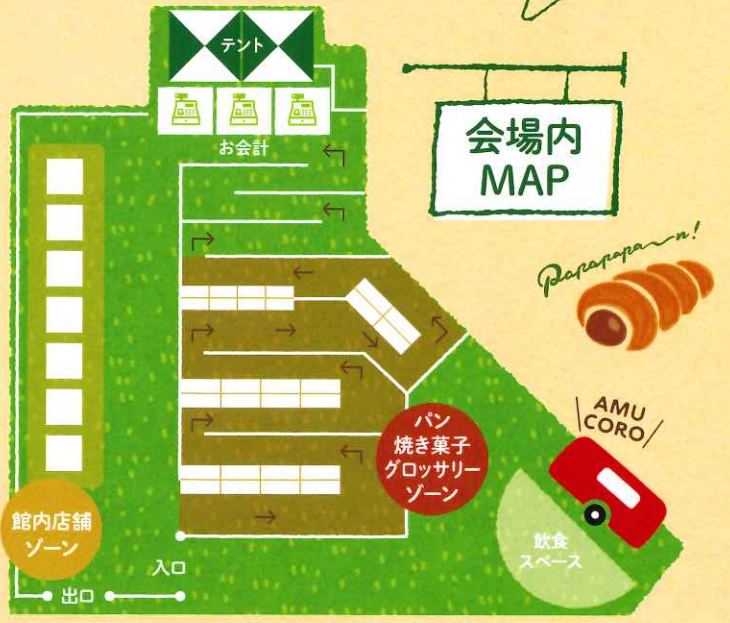 テント
お会計
会場内
MAP
Papapapa~n!
AMU
CORO
パン
焼き菓子
グロッサリー
ゾーン
館内店舗
ゾーン
飲食
スペース
入口
出口